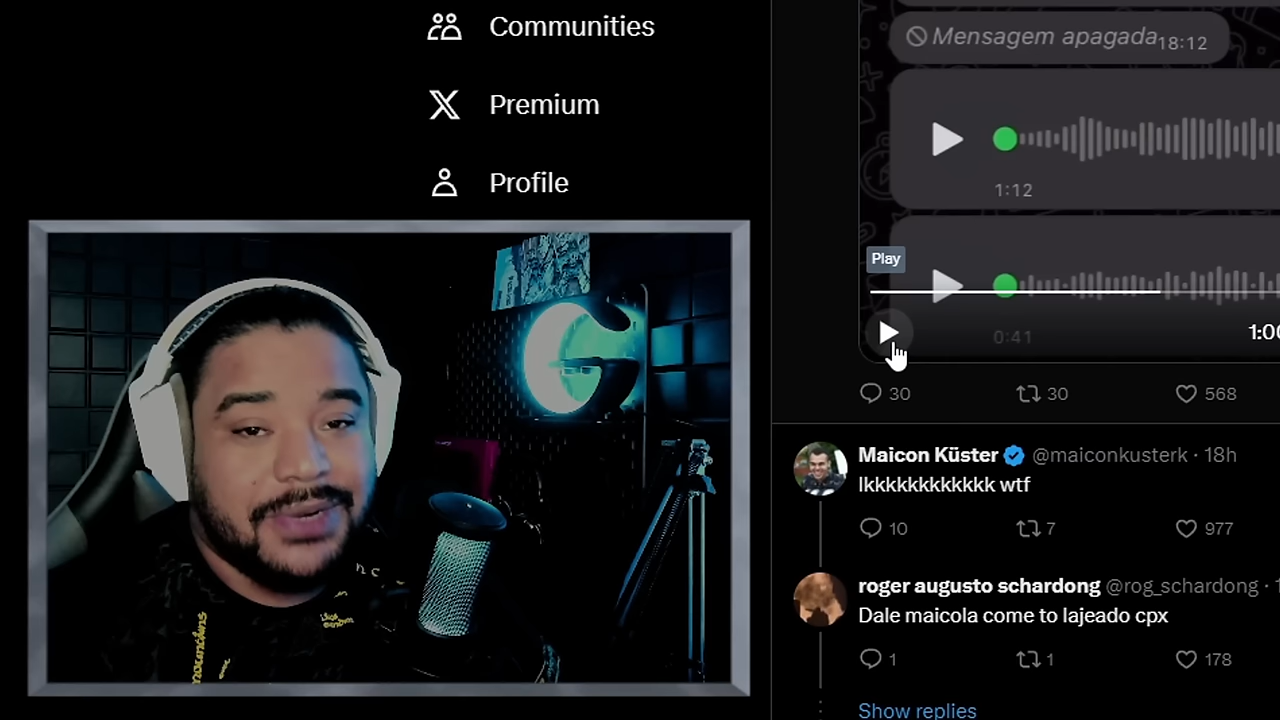 Communities
Premium
Profile
Mensagem apagada 18:12
1:12
Play
0:41
30
30
568
Maicon Küster @maiconkusterk · 18h
lkkkkkkkkkkkk wtf
10
7
977
roger augusto schardong @rog_schardong ·
Dale maicola come to lajeado cpx
1
1
178
Show replies
mountains